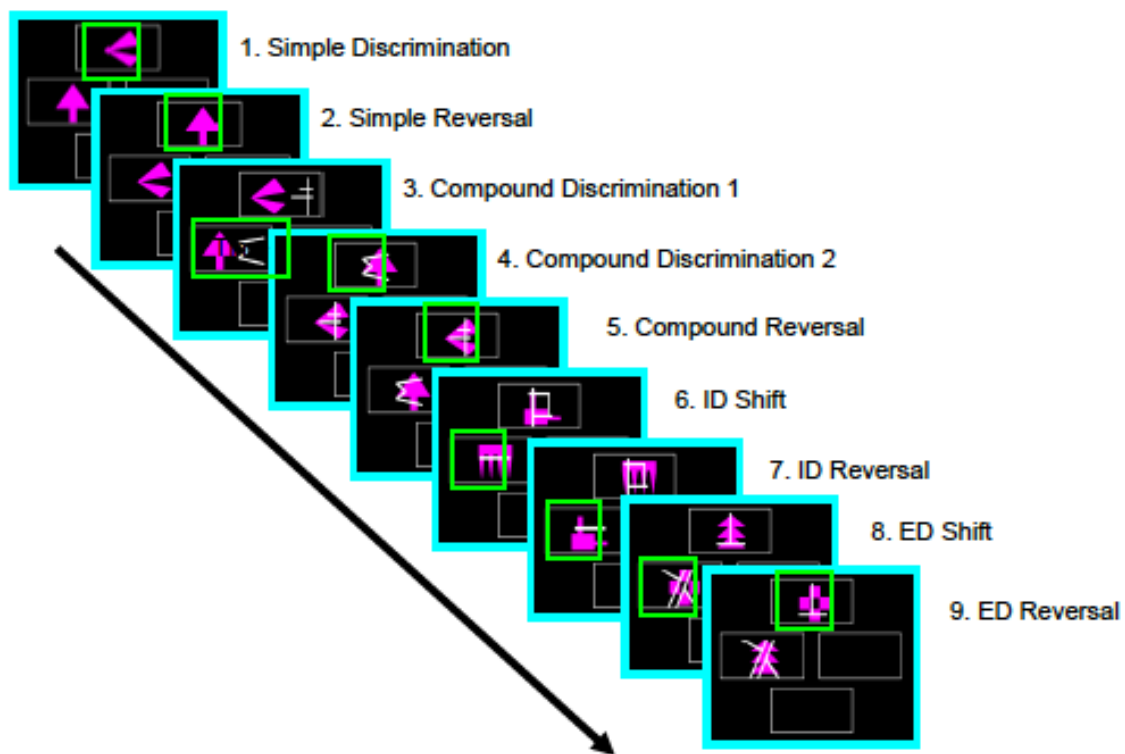 1. Simple Discrimination
2. Simple Reversal
3. Compound Discrimination 1
4. Compound Discrimination 2
5. Compound Reversal
6. ID Shift
7. ID Reversal
8. ED Shift
9. ED Reversal